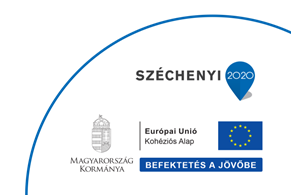 SZÉCHENYI 2020
Európai Unió
Kohéziós Alap
MAGYARORSZÁG
KORMÁNYA
BEFEKTETÉS A JÖVŐBE